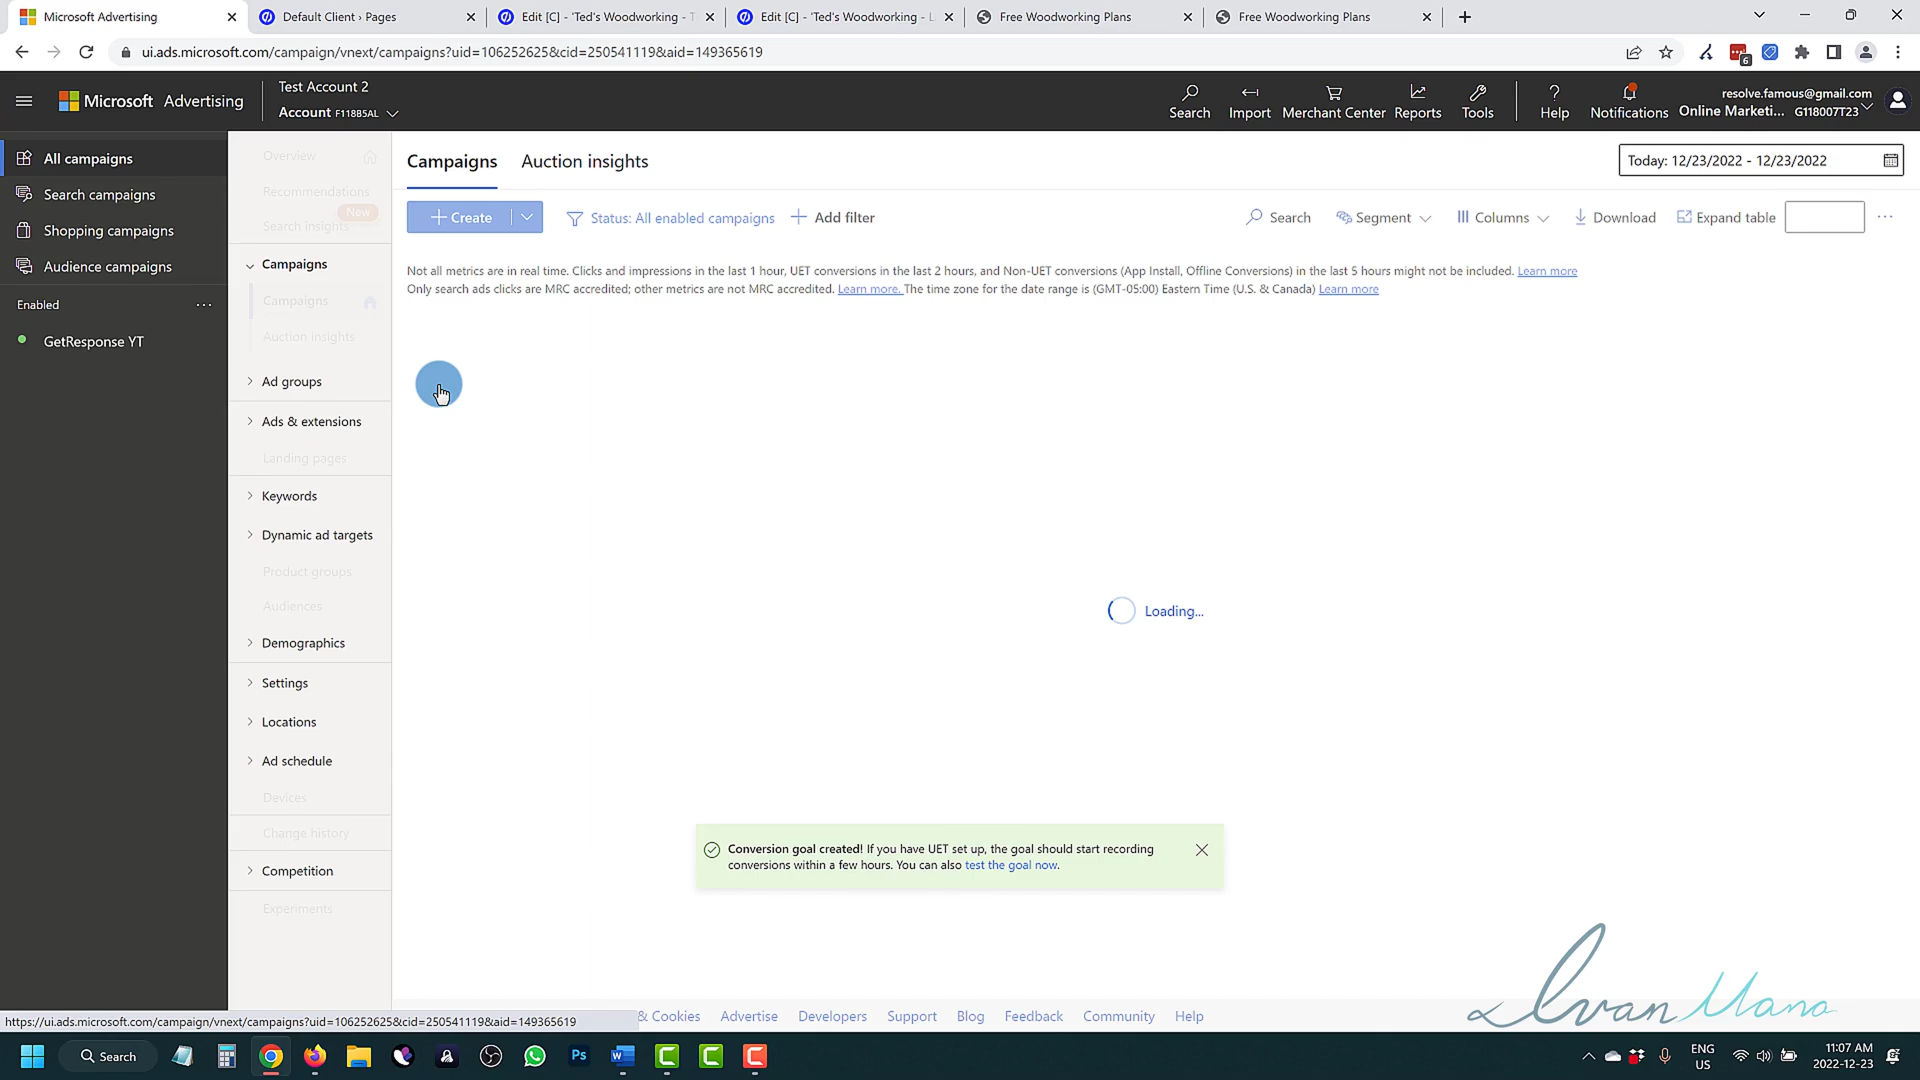 Microsoft Advertising
Default Client › Pages
Edit [C] - 'Ted's Woodworking - T
Edit [C] - 'Ted's Woodworking - L
Free Woodworking Plans
Free Woodworking Plans
ui.ads.microsoft.com/campaign/vnext/campaigns?uid=106252625&cid=250541119&aid=149365619
6
Microsoft Advertising
Test Account 2
Account F118B5AL
Search
Import
Merchant Center
Reports
Tools
Help
Notifications
resolve.famous@gmail.com
Online Marketi... G118007T23
All campaigns
Search campaigns
Shopping campaigns
Audience campaigns
Enabled ...
GetResponse YT
Overview
Recommendations
New
Search insights
Campaigns
Campaigns
Auction insights
Ad groups
Ads & extensions
Landing pages
Keywords
Dynamic ad targets
Product groups
Audiences
Demographics
Settings
Locations
Ad schedule
Devices
Change history
Competition
Experiments
Campaigns
Auction insights
Today: 12/23/2022 - 12/23/2022
Create
Status: All enabled campaigns
Add filter
Search
Segment
Columns
Download
Expand table
...
Not all metrics are in real time. Clicks and impressions in the last 1 hour, UET conversions in the last 2 hours, and Non-UET conversions (App Install, Offline Conversions) in the last 5 hours might not be included. Learn more
Only search ads clicks are MRC accredited; other metrics are not MRC accredited. Learn more. The time zone for the date range is (GMT-05:00) Eastern Time (U.S. & Canada) Learn more
Loading...
Conversion goal created! If you have UET set up, the goal should start recording
conversions within a few hours. You can also test the goal now.
https://ui.ads.microsoft.com/campaign/vnext/campaigns?uid=106252625&cid=250541119&aid=149365619
& Cookies
Advertise
Developers
Support
Blog
Feedback
Community
Help
Ivan Mana
Search
Ps
ENG
US
11:07 AM
2022-12-23